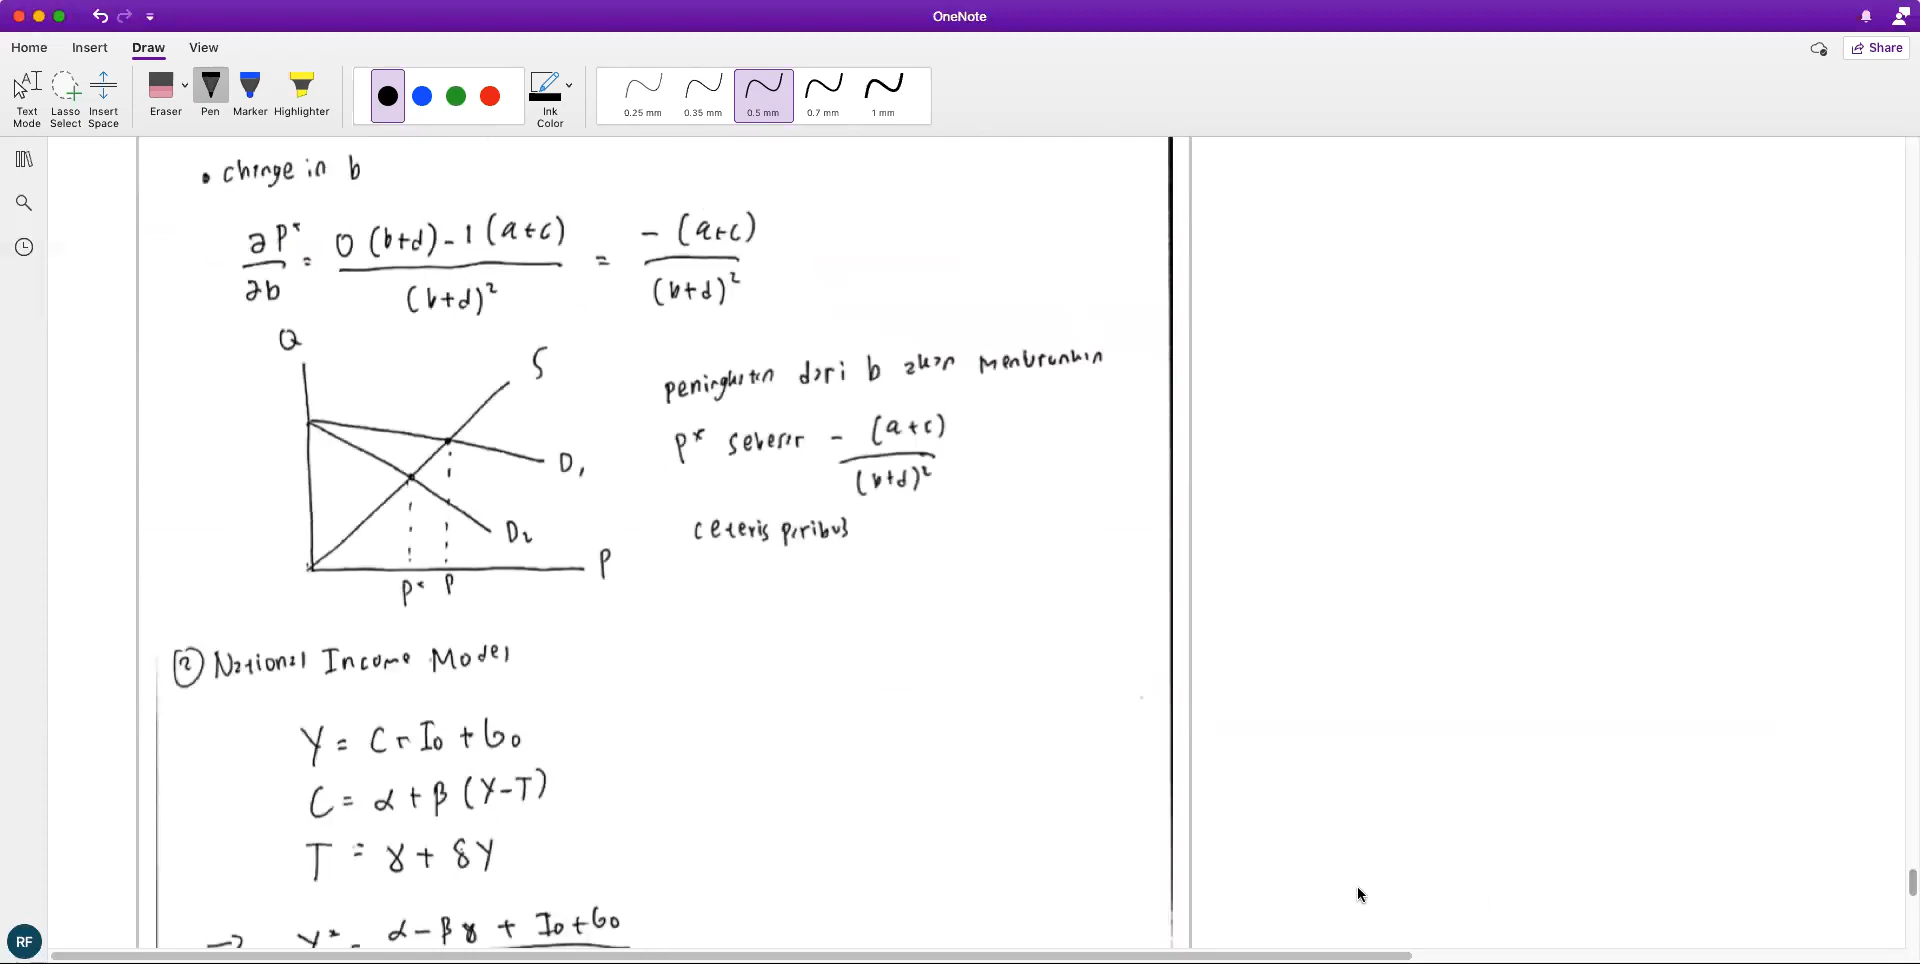 OneNote
Home Insert Draw View
Share
Text Mode
Lasso Select
Insert Space
Eraser
Pen
Marker
Highlighter
Ink Color
0.25 mm
0.35 mm
0.5 mm
0.7 mm
1 mm
• change in b
∂P* / ∂b = 0 (b+d) - 1 (a+c) / (b+d)² = - (a+c) / (b+d)²
Q
S
D₁
D₂
P
P* P
peningkatan dari b akan menurunkan
P* sebesar - (a+c) / (b+d)²
ceteris paribus
② National Income Model
Y = C + I₀ + G₀
C = α + β (Y-T)
T = γ + δY
→ Y* = α - βγ + I₀ + G₀
RF